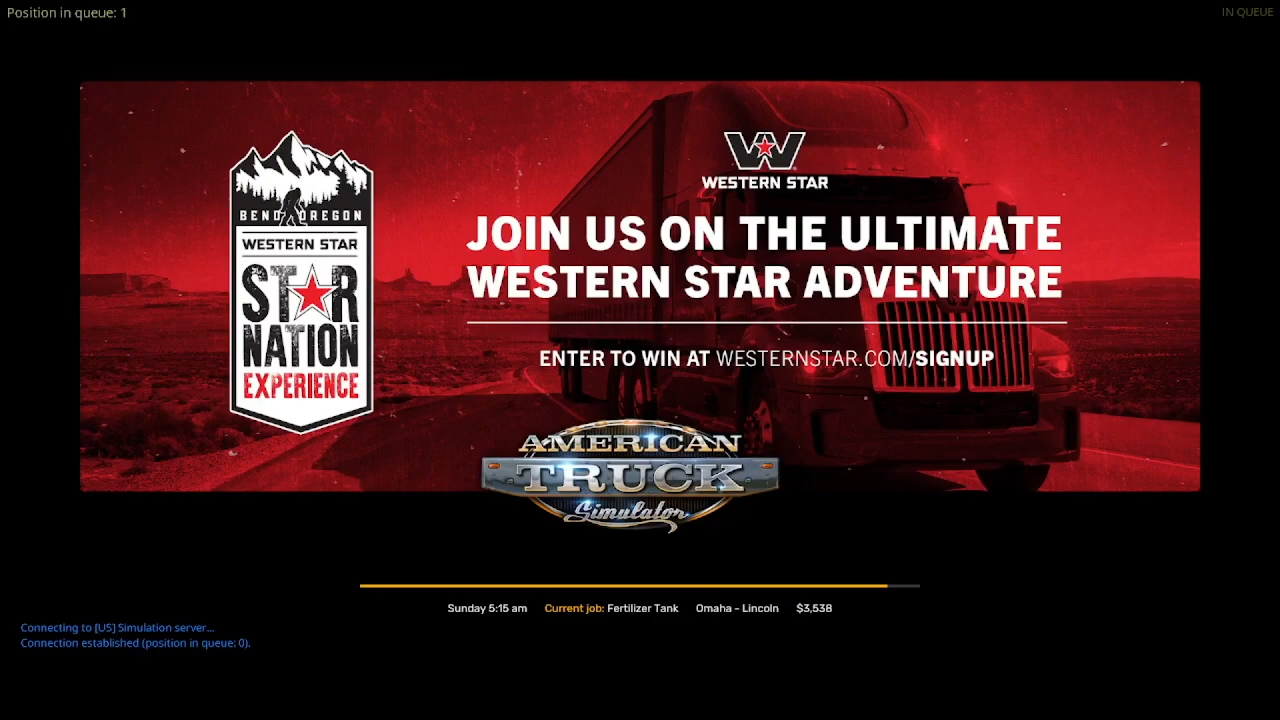 Position in queue: 1
IN QUEUE
BEND OREGON
WESTERN STAR
STAR
NATION
EXPERIENCE
WESTERN STAR
JOIN US ON THE ULTIMATE
WESTERN STAR ADVENTURE
ENTER TO WIN AT WESTERNSTAR.COM/SIGNUP
AMERICAN
TRUCK
Simulator
Sunday 5:15 am Current job: Fertilizer Tank Omaha - Lincoln $3,538
Connecting to [US] Simulation server...
Connection established (position in queue: 0).